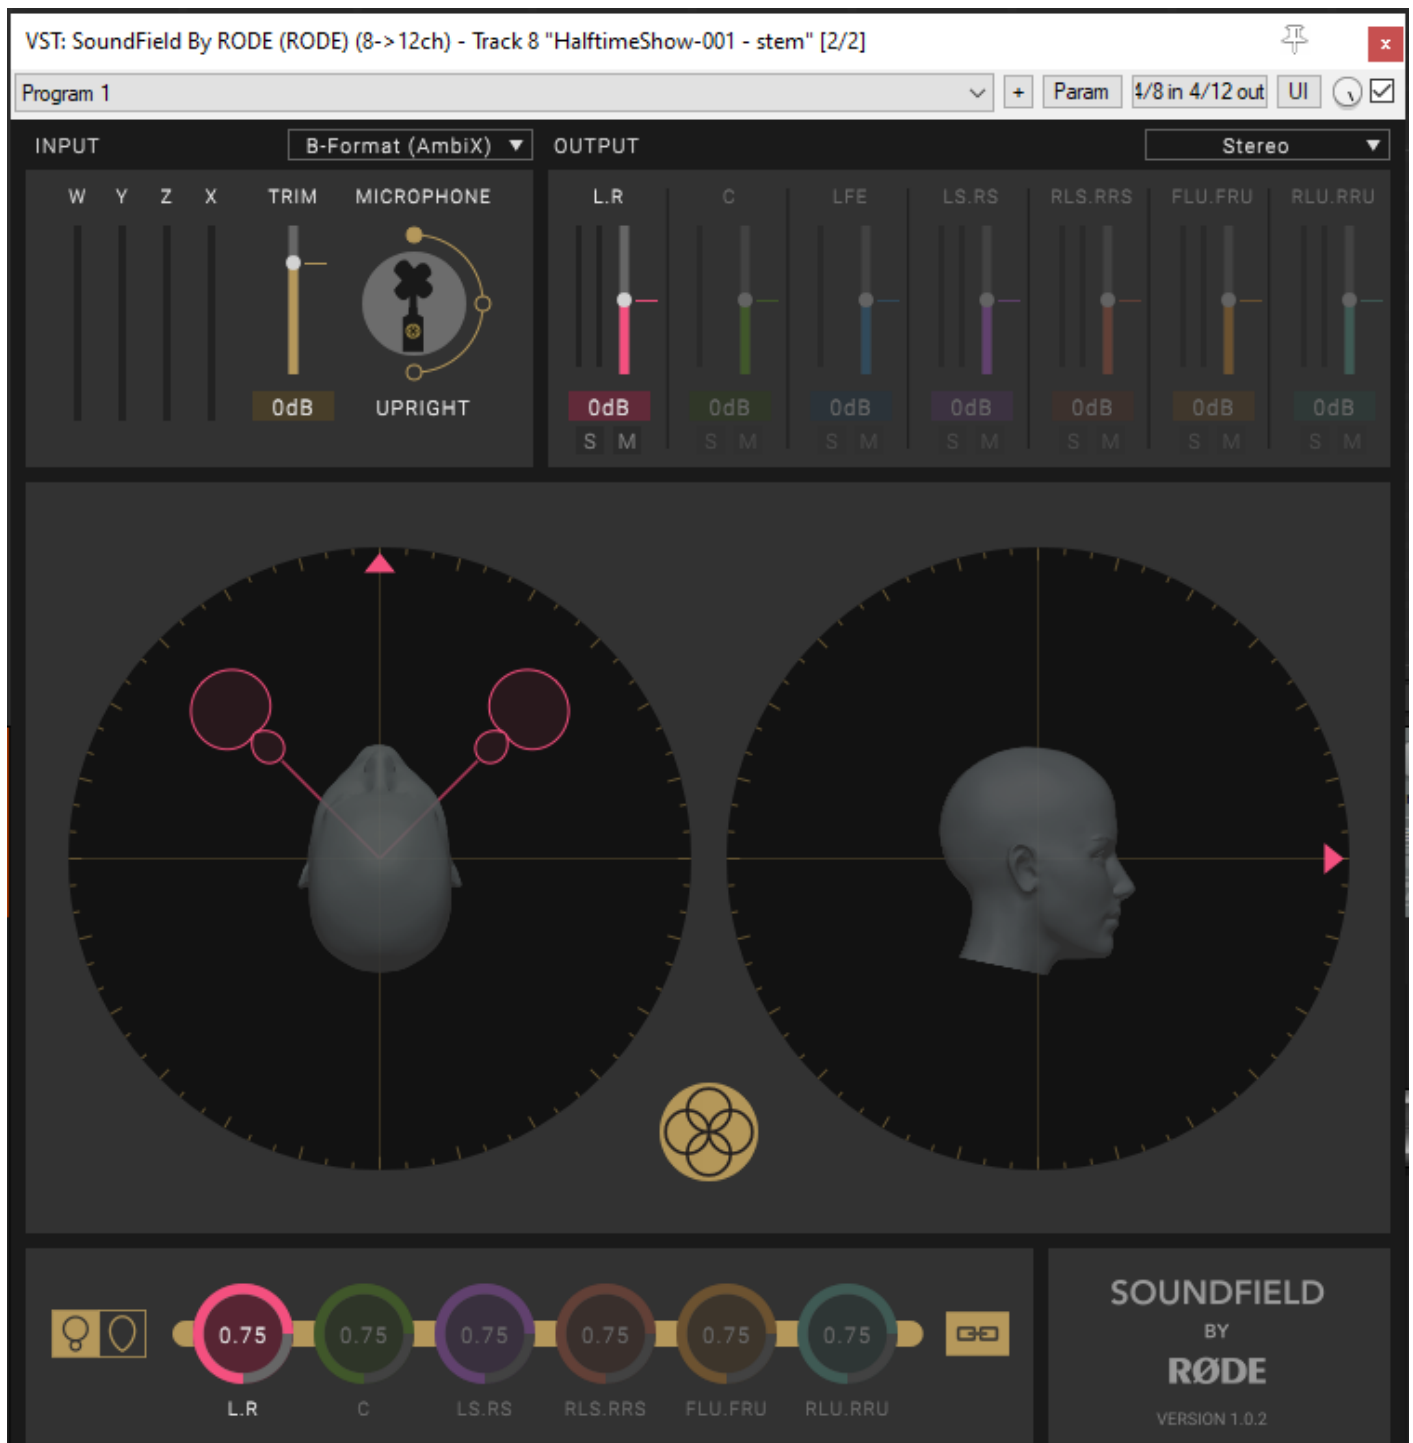 VST: SoundField By RODE (RODE) (8->12ch) - Track 8 "HalftimeShow-001 - stem" [2/2]
x
Program 1
+
Param
4/8 in 4/12 out
UI
INPUT
B-Format (AmbiX)
OUTPUT
Stereo
W Y Z X TRIM MICROPHONE
L.R C LFE LS.RS RLS.RRS FLU.FRU RLU.RRU
0dB UPRIGHT
0dB 0dB 0dB 0dB 0dB 0dB 0dB
S M S M S M S M S M S M S M
0.75 0.75 0.75 0.75 0.75 0.75
L.R C LS.RS RLS.RRS FLU.FRU RLU.RRU
SOUNDFIELD
BY
RØDE
VERSION 1.0.2